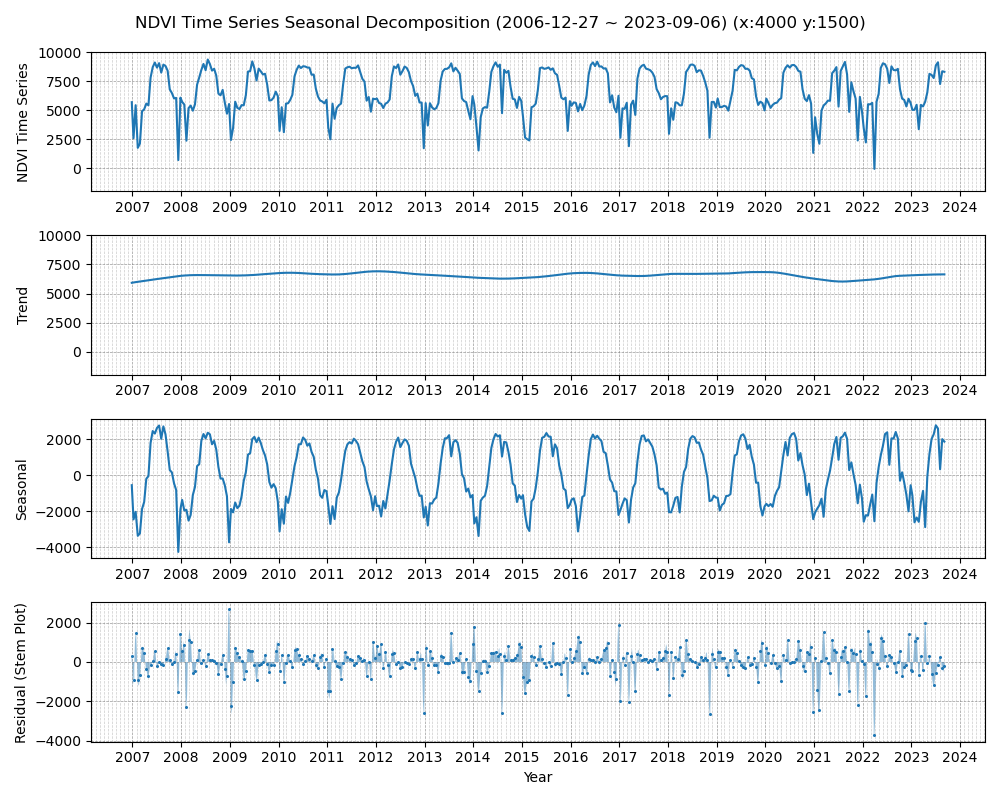 NDVI Time Series Seasonal Decomposition (2006-12-27 ~ 2023-09-06) (x:4000 y:1500)
NDVI Time Series
10000
7500
5000
2500
0
2007 2008 2009 2010 2011 2012 2013 2014 2015 2016 2017 2018 2019 2020 2021 2022 2023 2024
Trend
10000
7500
5000
2500
0
2007 2008 2009 2010 2011 2012 2013 2014 2015 2016 2017 2018 2019 2020 2021 2022 2023 2024
Seasonal
2000
0
−2000
−4000
2007 2008 2009 2010 2011 2012 2013 2014 2015 2016 2017 2018 2019 2020 2021 2022 2023 2024
Residual (Stem Plot)
2000
0
−2000
−4000
2007 2008 2009 2010 2011 2012 2013 2014 2015 2016 2017 2018 2019 2020 2021 2022 2023 2024
Year